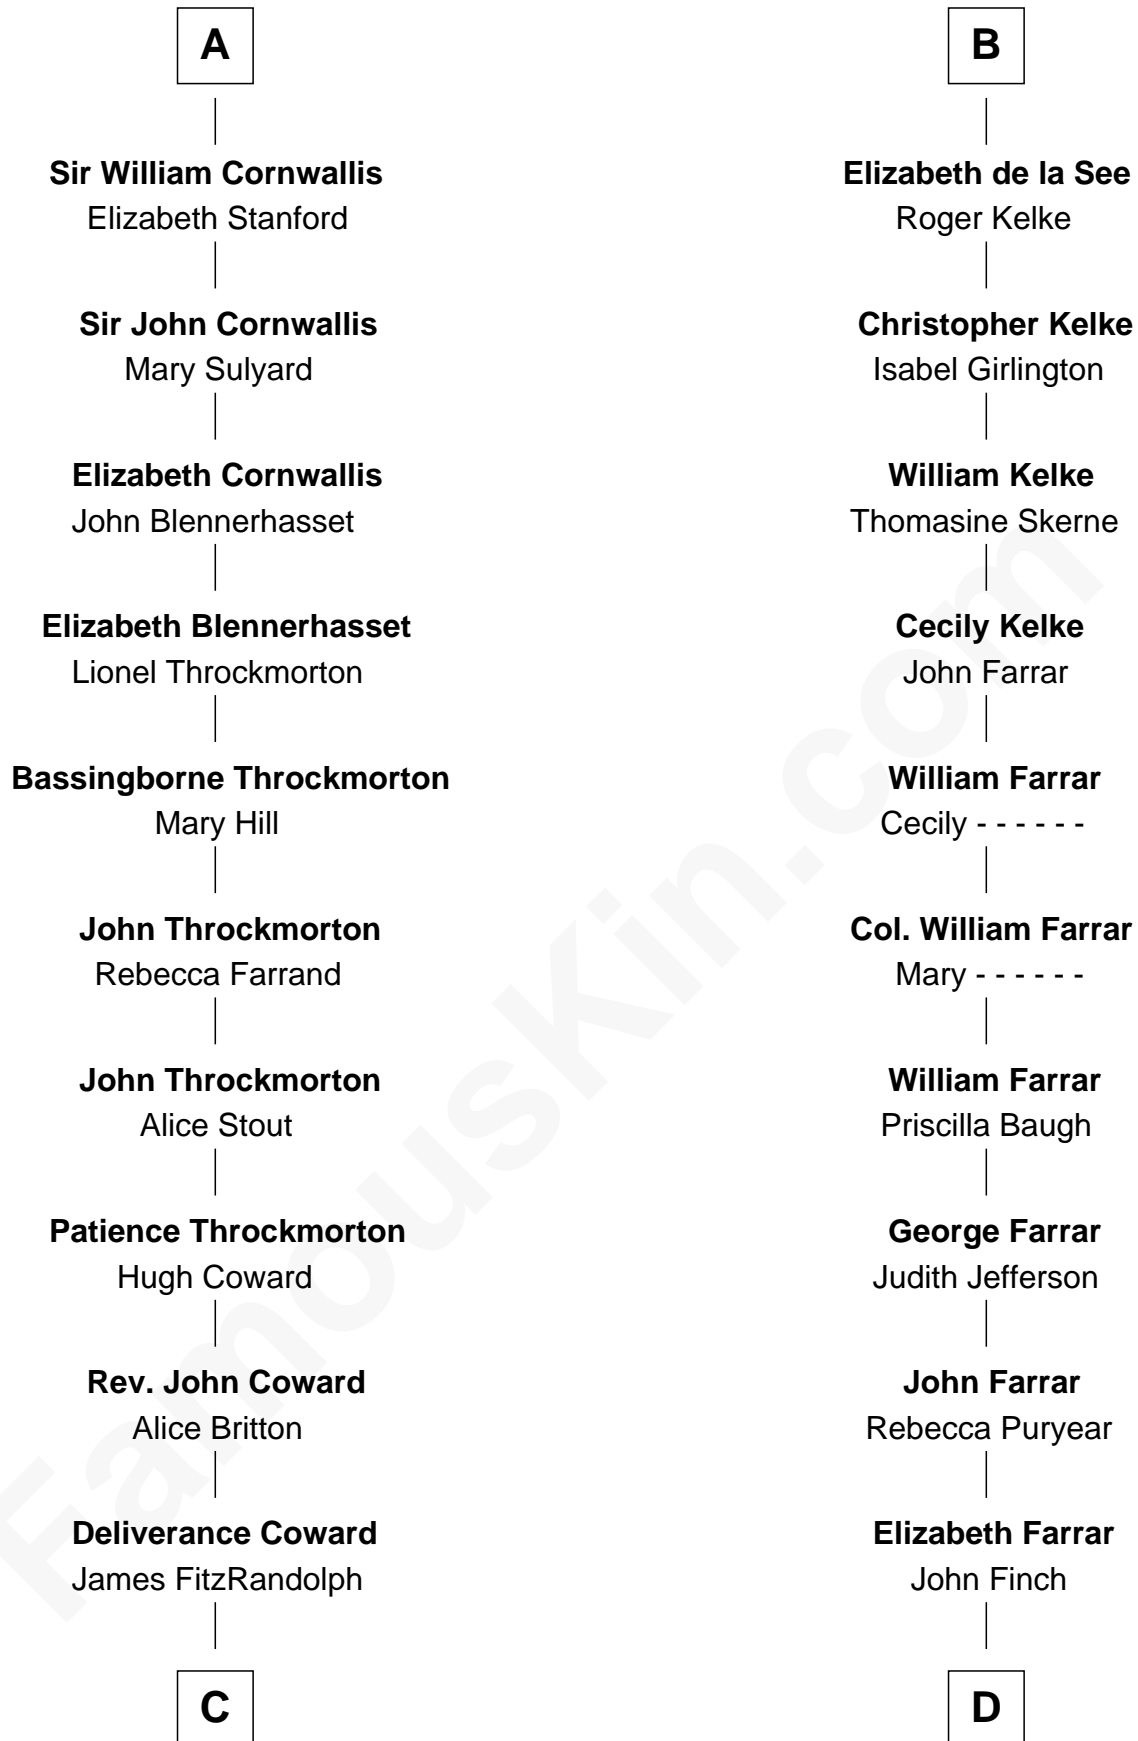 A
Sir William Cornwallis
Elizabeth Stanford
Sir John Cornwallis
Mary Sulyard
Elizabeth Cornwallis
John Blennerhasset
Elizabeth Blennerhasset
Lionel Throckmorton
Bassingborne Throckmorton
Mary Hill
John Throckmorton
Rebecca Farrand
John Throckmorton
Alice Stout
Patience Throckmorton
Hugh Coward
Rev. John Coward
Alice Britton
Deliverance Coward
James FitzRandolph
C
B
Elizabeth de la See
Roger Kelke
Christopher Kelke
Isabel Girlington
William Kelke
Thomasine Skerne
Cecily Kelke
John Farrar
William Farrar
Cecily - - - - - -
Col. William Farrar
Mary - - - - - -
William Farrar
Priscilla Baugh
George Farrar
Judith Jefferson
John Farrar
Rebecca Puryear
Elizabeth Farrar
John Finch
D
FamousKin.com